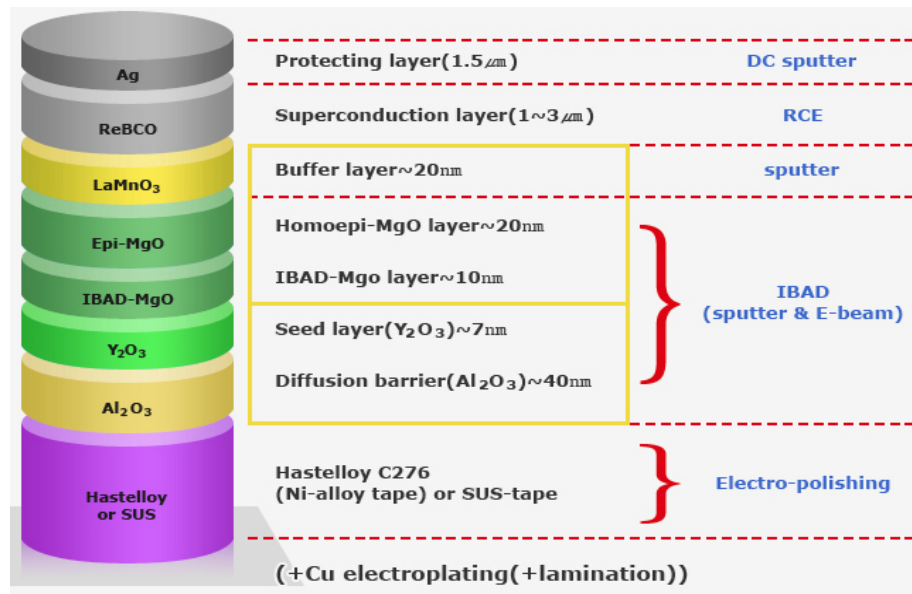 Ag
Protecting layer(1.5㎛)
DC sputter
ReBCO
Superconduction layer(1~3㎛)
RCE
LaMnO₃
Buffer layer~20㎚
sputter
Epi-MgO
Homoepi-MgO layer~20㎚
IBAD-MgO
IBAD-Mgo layer~10㎚
IBAD
(sputter & E-beam)
Y₂O₃
Seed layer(Y₂O₃)~7㎚
Al₂O₃
Diffusion barrier(Al₂O₃)~40㎚
Hastelloy
or SUS
Hastelloy C276
(Ni-alloy tape) or SUS-tape
Electro-polishing
(+Cu electroplating(+lamination))